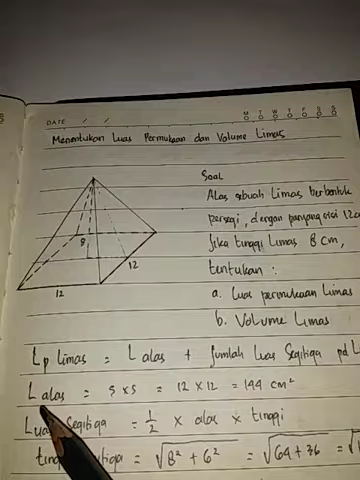 DATE / /
M T W T F S S
Menentukan Luas Permukaan dan Volume Limas
Soal
Alas sebuah Limas berbentuk
persegi, dengan panjang sisi 12
Jika tinggi Limas 8 cm,
tentukan :
a. Luas permukaan Limas
b. Volume Limas
8
12
12
Lp Limas = L alas + Jumlah Luas Segitiga pd
L alas = s x s = 12 x 12 = 144 cm²
Segitiga = 1/2 x alas x tinggi
= √8² + 6² = √64 + 36 = √